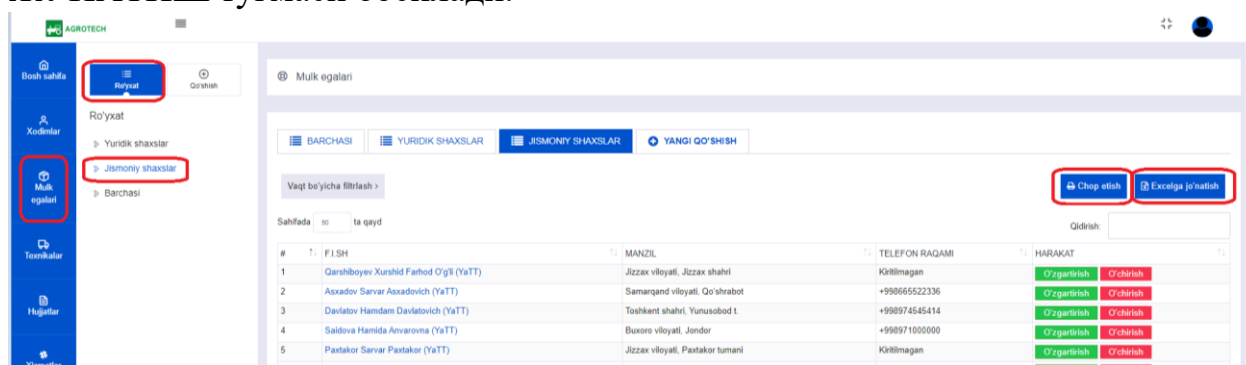 AGROTECH
Bosh sahifa
Xodimlar
Mulk
egalari
Texnikalar
Hujjatlar
Ro'yxat
Qo'shish
Ro'yxat
Yuridik shaxslar
Jismoniy shaxslar
Barchasi
Mulk egalari
BARCHASI YURIDIK SHAXSLAR JISMONIY SHAXSLAR YANGI QO'SHISH
Vaqt bo'yicha filtrlash ›
Chop etish Excelga jo'natish
Sahifada 50 ta qayd
Qidirish:
# F.I.SH MANZIL TELEFON RAQAMI HARAKAT
1 Qarshiboyev Xurshid Farhod O'g'li (YaTT) Jizzax viloyati, Jizzax shahri Kiritilmagan O'zgartirish O'chirish
2 Asxadov Sarvar Asxadovich (YaTT) Samarqand viloyati, Qo'shrabot +998665522336 O'zgartirish O'chirish
3 Davlatov Hamdam Davlatovich (YaTT) Toshkent shahri, Yunusobod t. +998974545414 O'zgartirish O'chirish
4 Saidova Hamida Anvarovna (YaTT) Buxoro viloyati, Jondor +998971000000 O'zgartirish O'chirish
5 Paxtakor Sarvar Paxtakor (YaTT) Jizzax viloyati, Paxtakor tumani Kiritilmagan O'zgartirish O'chirish